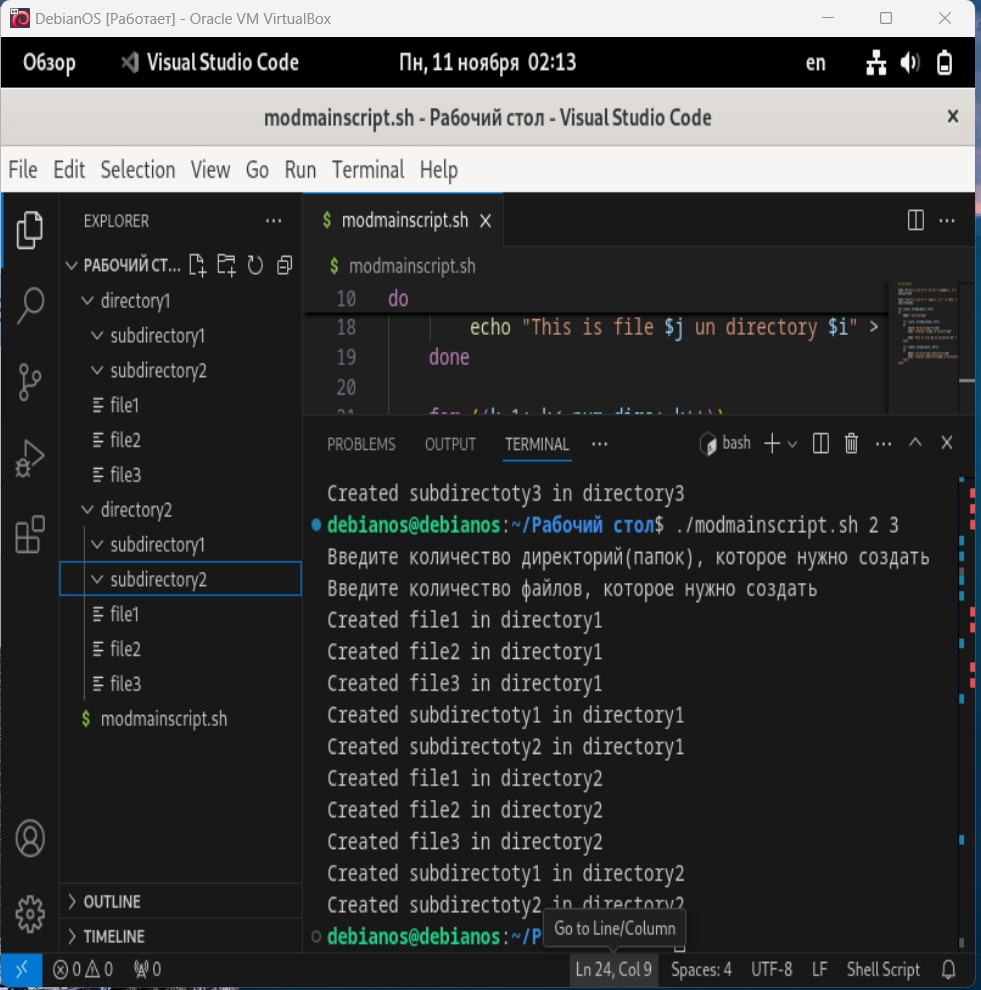 DebianOS [Работает] - Oracle VM VirtualBox
Обзор Visual Studio Code Пн, 11 ноября 02:13 en
modmainscript.sh - Рабочий стол - Visual Studio Code
File Edit Selection View Go Run Terminal Help
EXPLORER
РАБОЧИЙ СТ...
directory1
subdirectory1
subdirectory2
file1
file2
file3
directory2
subdirectory1
subdirectory2
file1
file2
file3
$ modmainscript.sh
OUTLINE
TIMELINE
$ modmainscript.sh
$ modmainscript.sh
10 do
18 echo "This is file $j un directory $i" >
19 done
20
PROBLEMS OUTPUT TERMINAL ... bash
Created subdirectoty3 in directory3
debianos@debianos:~/Рабочий стол$ ./modmainscript.sh 2 3
Введите количество директорий(папок), которое нужно создать
Введите количество файлов, которое нужно создать
Created file1 in directory1
Created file2 in directory1
Created file3 in directory1
Created subdirectoty1 in directory1
Created subdirectoty2 in directory1
Created file1 in directory2
Created file2 in directory2
Created file3 in directory2
Created subdirectoty1 in directory2
Created subdirectoty2 in directory2
debianos@debianos:~/Р
Go to Line/Column
0 0 0 Ln 24, Col 9 Spaces: 4 UTF-8 LF Shell Script